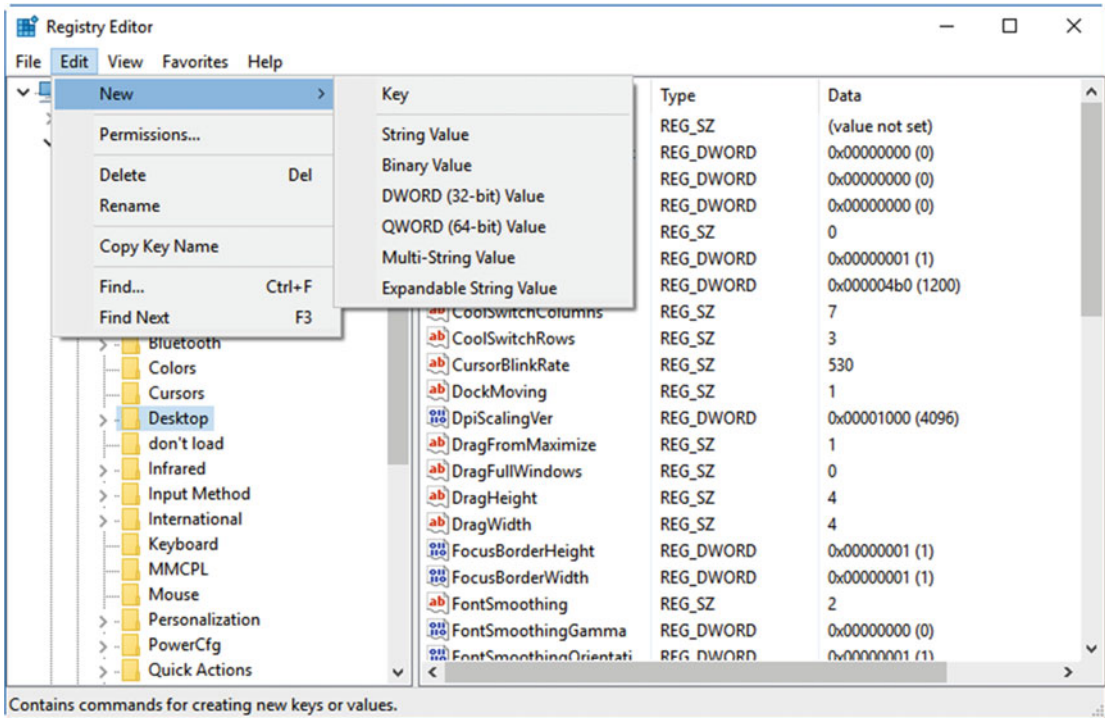 Registry Editor
File Edit View Favorites Help
New
Permissions...
Delete Del
Rename
Copy Key Name
Find... Ctrl+F
Find Next F3
Key
String Value
Binary Value
DWORD (32-bit) Value
QWORD (64-bit) Value
Multi-String Value
Expandable String Value
Bluetooth
Colors
Cursors
Desktop
don't load
Infrared
Input Method
International
Keyboard
MMCPL
Mouse
Personalization
PowerCfg
Quick Actions
Type Data
REG_SZ (value not set)
REG_DWORD 0x00000000 (0)
REG_DWORD 0x00000000 (0)
REG_DWORD 0x00000000 (0)
REG_SZ 0
REG_DWORD 0x00000001 (1)
REG_DWORD 0x000004b0 (1200)
CoolSwitchColumns REG_SZ 7
CoolSwitchRows REG_SZ 3
CursorBlinkRate REG_SZ 530
DockMoving REG_SZ 1
DpiScalingVer REG_DWORD 0x00001000 (4096)
DragFromMaximize REG_SZ 1
DragFullWindows REG_SZ 0
DragHeight REG_SZ 4
DragWidth REG_SZ 4
FocusBorderHeight REG_DWORD 0x00000001 (1)
FocusBorderWidth REG_DWORD 0x00000001 (1)
FontSmoothing REG_SZ 2
FontSmoothingGamma REG_DWORD 0x00000000 (0)
FontSmoothingOrientati REG_DWORD 0x00000001 (1)
Contains commands for creating new keys or values.